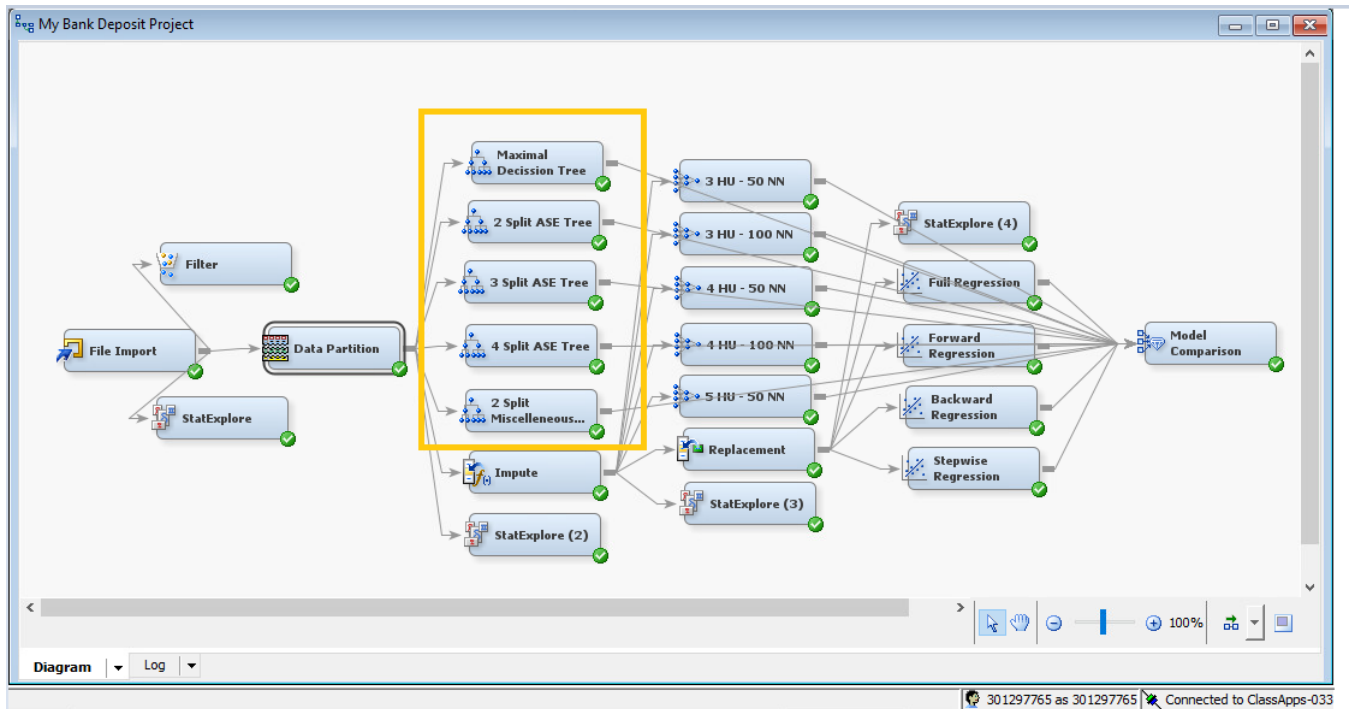 My Bank Deposit Project
Maximal
Decission Tree
2 Split ASE Tree
3 Split ASE Tree
4 Split ASE Tree
2 Split
Miscelleneous...
Filter
File Import
StatExplore
Data Partition
Impute
StatExplore (2)
3 HU - 50 NN
3 HU - 100 NN
4 HU - 50 NN
4 HU - 100 NN
5 HU - 50 NN
Replacement
StatExplore (3)
StatExplore (4)
Full Regression
Forward
Regression
Backward
Regression
Stepwise
Regression
Model
Comparison
100%
Diagram
Log
301297765 as 301297765
Connected to ClassApps-033